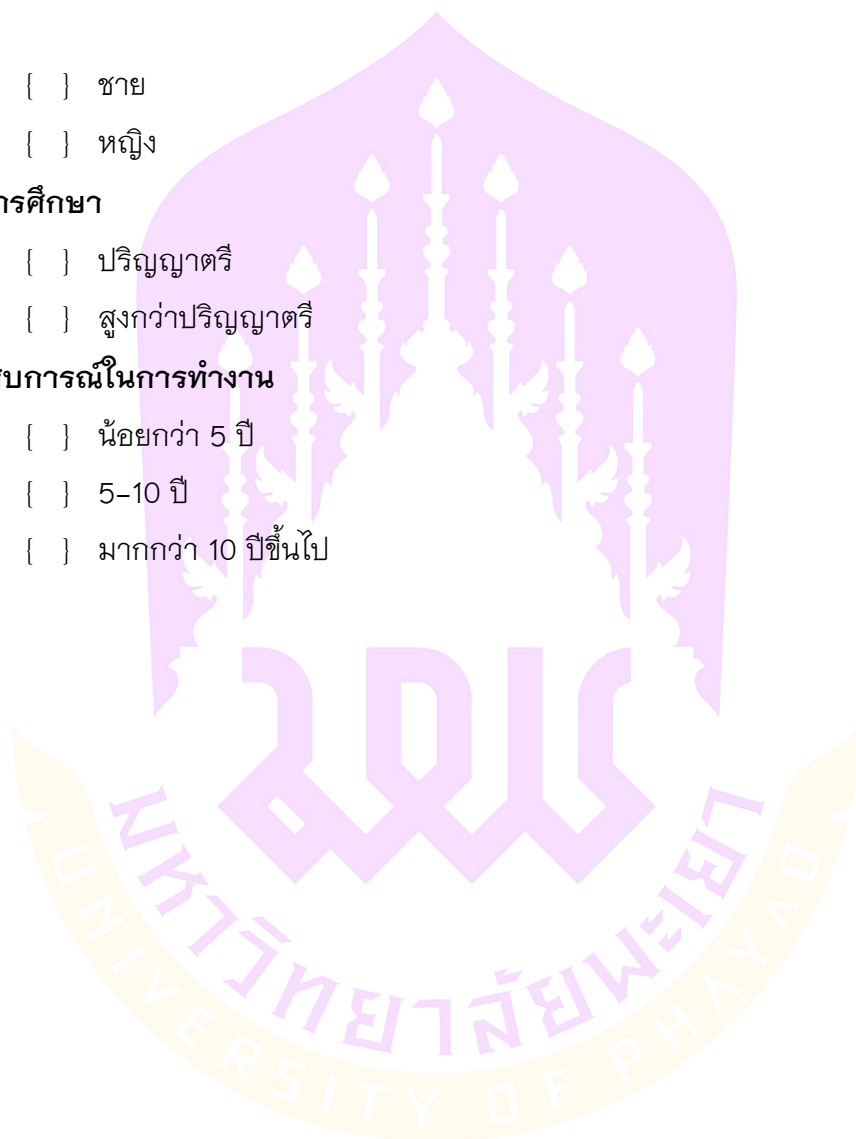 { } ชาย
{ } หญิง
ารศึกษา
{ } ปริญญาตรี
{ } สูงกว่าปริญญาตรี
บการณ์ในการทำงาน
{ } น้อยกว่า 5 ปี
{ } 5-10 ปี
{ } มากกว่า 10 ปีขึ้นไป
มพ
มหาวิทยาลัยพะเยา
UNIVERSITY OF PHAYAO